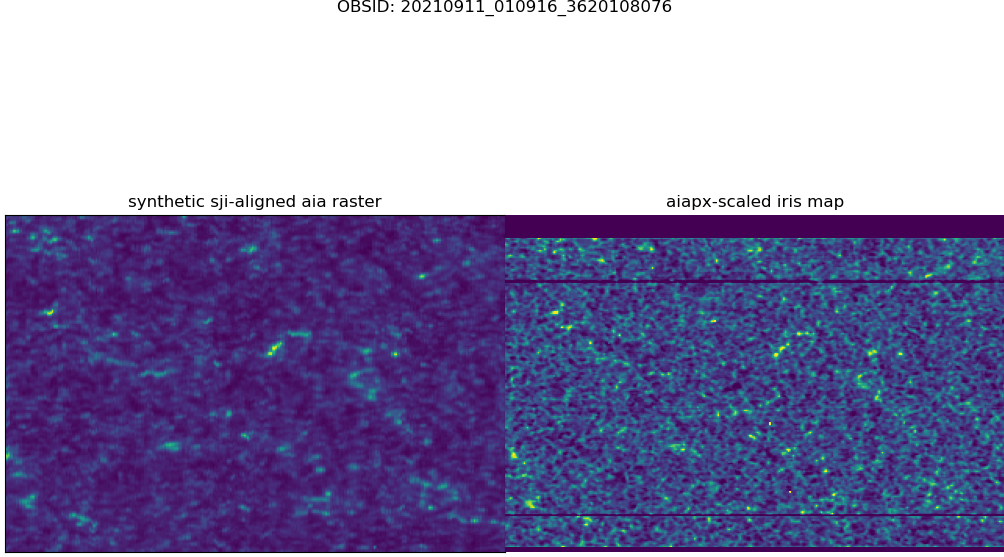 OBSID: 20210911_010916_3620108076
synthetic sji-aligned aia raster
aiapx-scaled iris map